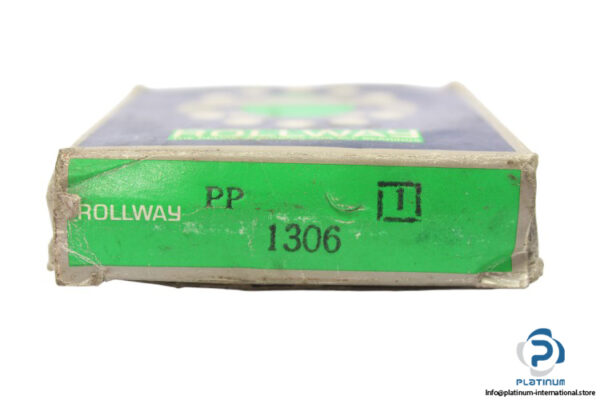 ROLLWAY
ROLLWAY PP 1
1306
PLATINUM
Info@platinum-international.store